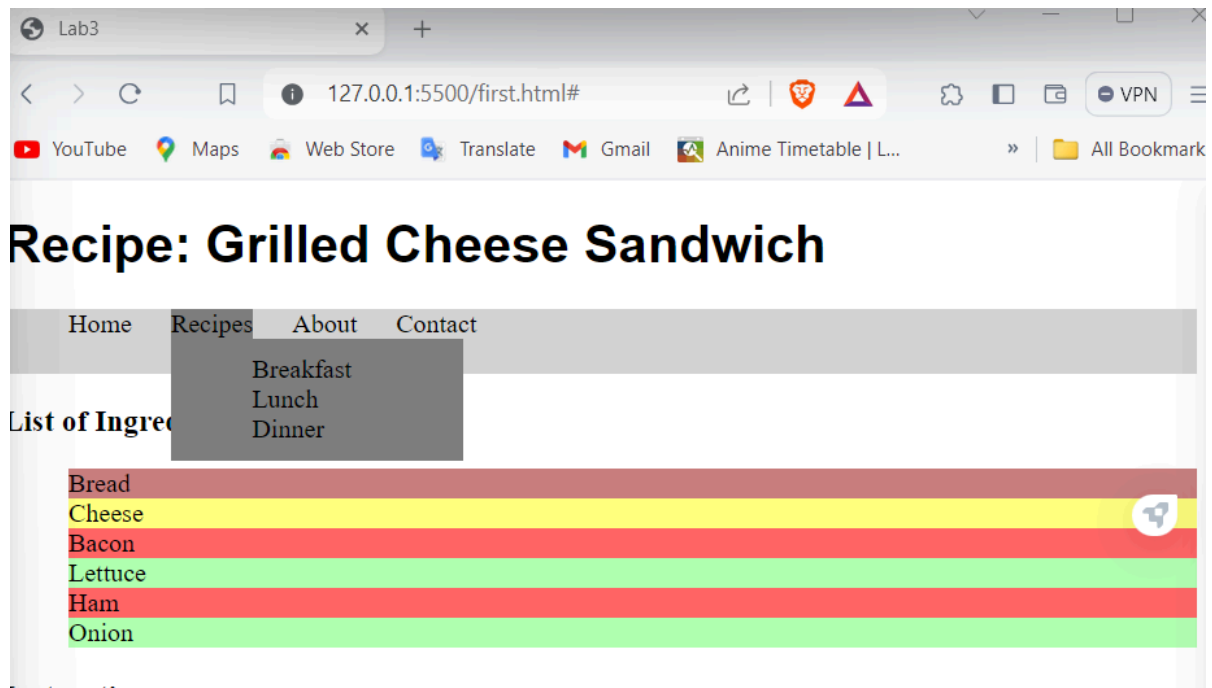 Lab3
127.0.0.1:5500/first.html#
VPN
YouTube Maps Web Store Translate Gmail Anime Timetable | L... » All Bookmark
Recipe: Grilled Cheese Sandwich
Home Recipes About Contact
Breakfast
Lunch
List of Ingre
Dinner
Bread
Cheese
Bacon
Lettuce
Ham
Onion